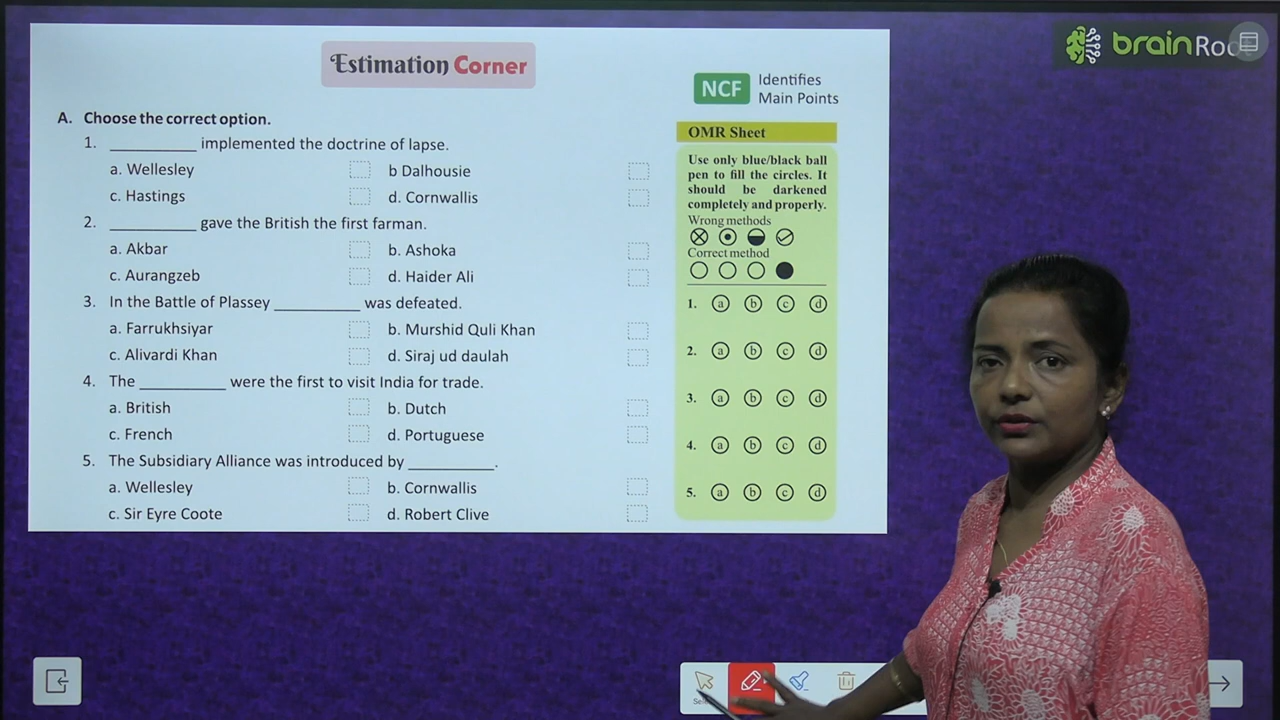 brainRo
Estimation Corner
NCF
Identifies
Main Points
A. Choose the correct option.
1. __________ implemented the doctrine of lapse.
a. Wellesley
b Dalhousie
c. Hastings
d. Cornwallis
2. __________ gave the British the first farman.
a. Akbar
b. Ashoka
c. Aurangzeb
d. Haider Ali
3. In the Battle of Plassey __________ was defeated.
a. Farrukhsiyar
b. Murshid Quli Khan
c. Alivardi Khan
d. Siraj ud daulah
4. The __________ were the first to visit India for trade.
a. British
b. Dutch
c. French
d. Portuguese
5. The Subsidiary Alliance was introduced by __________.
a. Wellesley
b. Cornwallis
c. Sir Eyre Coote
d. Robert Clive
OMR Sheet
Use only blue/black ball
pen to fill the circles. It
should be darkened
completely and properly.
Wrong methods
Correct method
1. a b c d
2. a b c d
3. a b c d
4. a b c d
5. a b c d